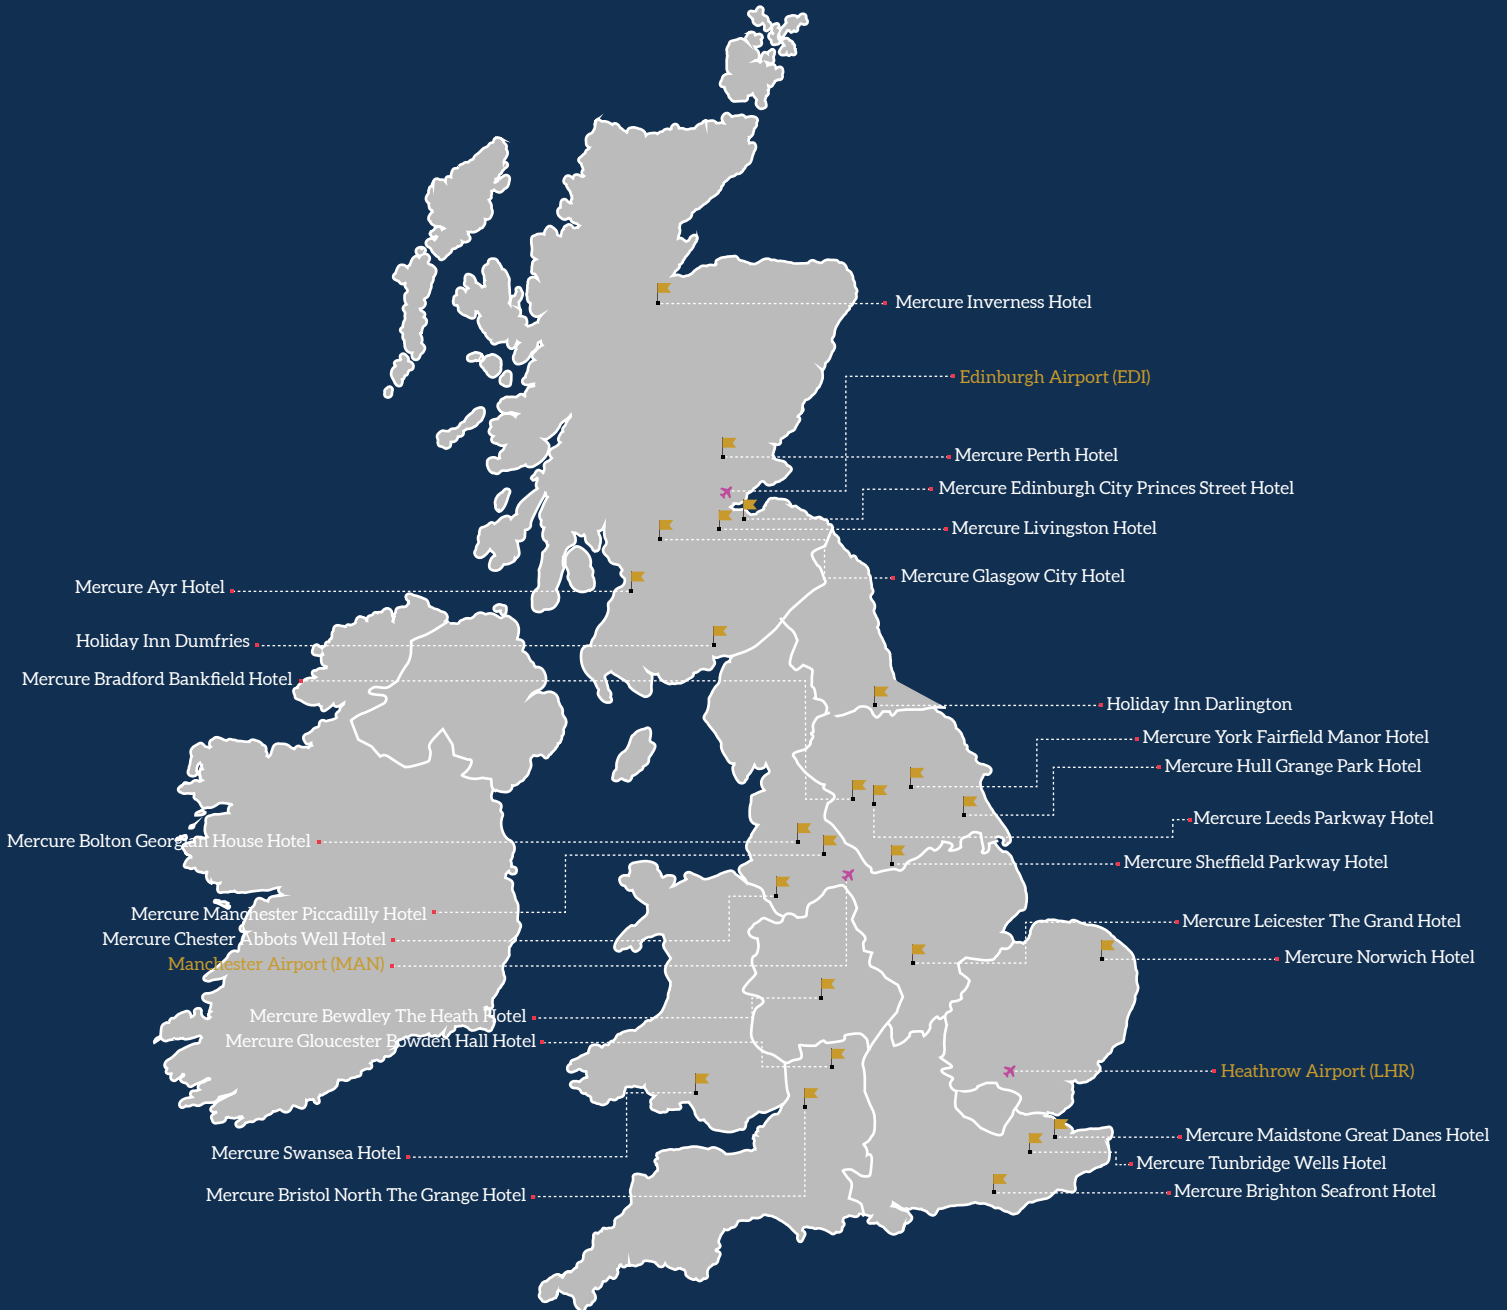 Mercure Inverness Hotel
Edinburgh Airport (EDI)
Mercure Perth Hotel
Mercure Edinburgh City Princes Street Hotel
Mercure Livingston Hotel
Mercure Glasgow City Hotel
Mercure Ayr Hotel
Holiday Inn Dumfries
Mercure Bradford Bankfield Hotel
Holiday Inn Darlington
Mercure York Fairfield Manor Hotel
Mercure Hull Grange Park Hotel
Mercure Leeds Parkway Hotel
Mercure Bolton Georgian House Hotel
Mercure Sheffield Parkway Hotel
Mercure Manchester Piccadilly Hotel
Mercure Leicester The Grand Hotel
Mercure Chester Abbots Well Hotel
Mercure Norwich Hotel
Manchester Airport (MAN)
Mercure Bewdley The Heath Hotel
Mercure Gloucester Bowden Hall Hotel
Heathrow Airport (LHR)
Mercure Maidstone Great Danes Hotel
Mercure Swansea Hotel
Mercure Tunbridge Wells Hotel
Mercure Bristol North The Grange Hotel
Mercure Brighton Seafront Hotel